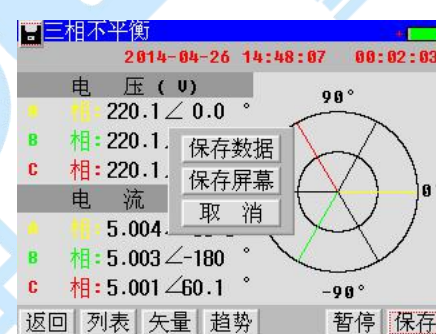 三相不平衡
2014-04-26 14:48:07 00:02:03
电 压 ( V)
A 相:220.1∠ 0.0 °
B 相:220.1
C 相:220.1
电 流
A 相:5.004
B 相:5.003∠-180 °
C 相:5.001∠60.1 °
保存数据
保存屏幕
取 消
90°
0
-90°
返回 列表 矢量 趋势 暂停 保存